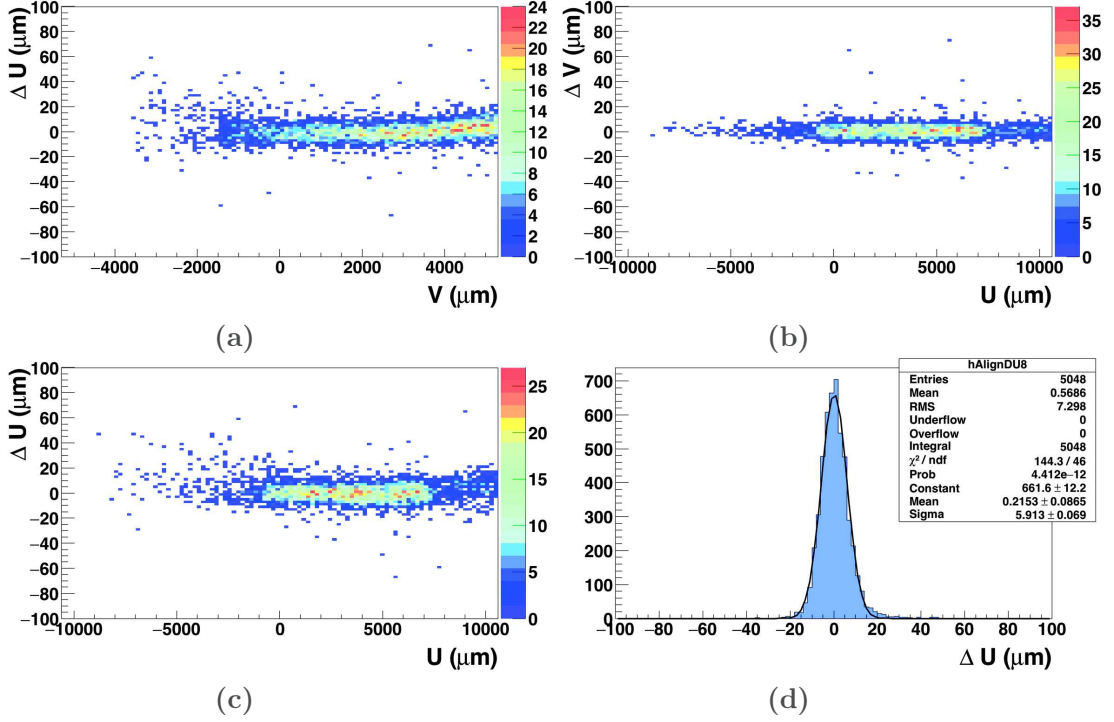 Δ U (μm)
100
80
60
40
20
0
−20
−40
−60
−80
−100
−4000 −2000 0 2000 4000
V (μm)
24
22
20
18
16
14
12
10
8
6
4
2
0
(a)
Δ V (μm)
100
80
60
40
20
0
−20
−40
−60
−80
−100
−10000 −5000 0 5000 10000
U (μm)
35
30
25
20
15
10
5
0
(b)
Δ U (μm)
100
80
60
40
20
0
−20
−40
−60
−80
−100
−10000 −5000 0 5000 10000
U (μm)
25
20
15
10
5
0
(c)
700
600
500
400
300
200
100
0
−100 −80 −60 −40 −20 0 20 40 60 80 100
Δ U (μm)
hAlignDU8
Entries 5048
Mean 0.5686
RMS 7.298
Underflow 0
Overflow 0
Integral 5048
χ² / ndf 144.3 / 46
Prob 4.412e−12
Constant 661.6 ± 12.2
Mean 0.2153 ± 0.0865
Sigma 5.913 ± 0.069
(d)